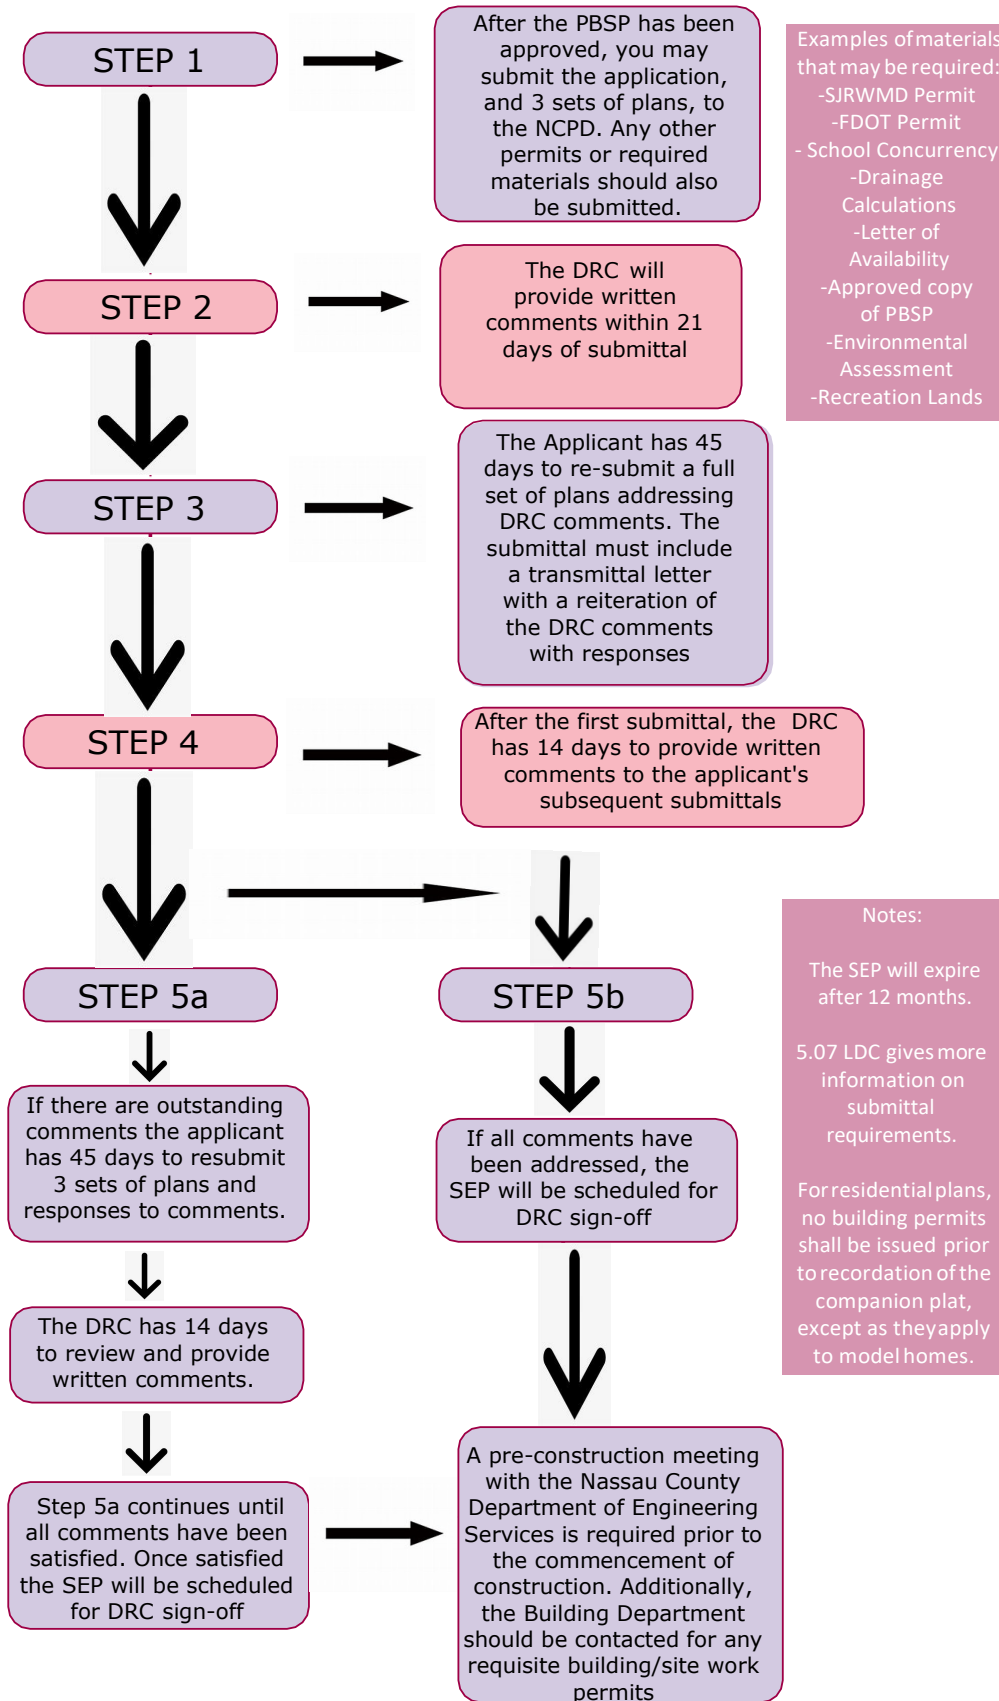 STEP 1
After the PBSP has been
approved, you may
submit the application,
and 3 sets of plans, to
the NCPD. Any other
permits or required
materials should also
be submitted.
Examples of materials
that may be required:
-SJRWMD Permit
-FDOT Permit
- School Concurrency
-Drainage
Calculations
-Letter of
Availability
-Approved copy
of PBSP
-Environmental
Assessment
-Recreation Lands
STEP 2
The DRC will
provide written
comments within 21
days of submittal
STEP 3
The Applicant has 45
days to re-submit a full
set of plans addressing
DRC comments. The
submittal must include
a transmittal letter
with a reiteration of
the DRC comments
with responses
STEP 4
After the first submittal, the DRC
has 14 days to provide written
comments to the applicant's
subsequent submittals
STEP 5a
If there are outstanding
comments the applicant
has 45 days to resubmit
3 sets of plans and
responses to comments.
The DRC has 14 days
to review and provide
written comments.
Step 5a continues until
all comments have been
satisfied. Once satisfied
the SEP will be scheduled
for DRC sign-off
STEP 5b
If all comments have
been addressed, the
SEP will be scheduled for
DRC sign-off
A pre-construction meeting
with the Nassau County
Department of Engineering
Services is required prior to
the commencement of
construction. Additionally,
the Building Department
should be contacted for any
requisite building/site work
permits
Notes:
The SEP will expire
after 12 months.
5.07 LDC gives more
information on
submittal
requirements.
For residential plans,
no building permits
shall be issued prior
to recordation of the
companion plat,
except as they apply
to model homes.